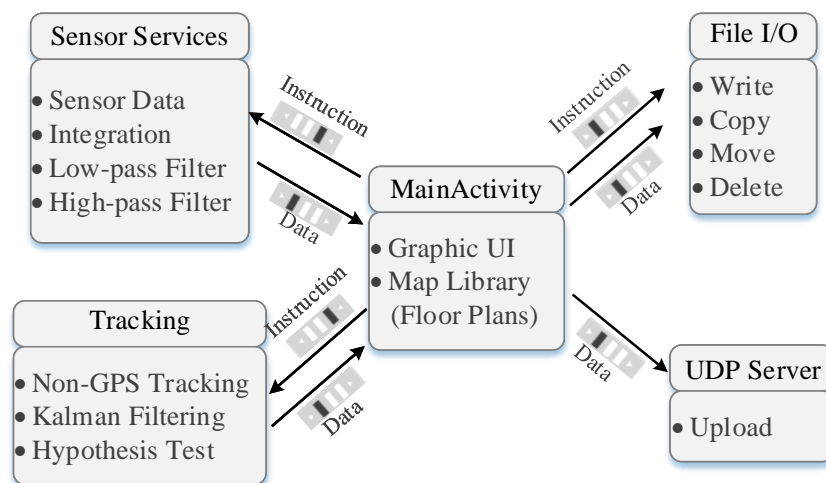 Sensor Services
• Sensor Data
• Integration
• Low-pass Filter
• High-pass Filter
Instruction
Data
MainActivity
• Graphic UI
• Map Library
(Floor Plans)
Instruction
Data
File I/O
• Write
• Copy
• Move
• Delete
Tracking
• Non-GPS Tracking
• Kalman Filtering
• Hypothesis Test
Instruction
Data
Data
UDP Server
• Upload